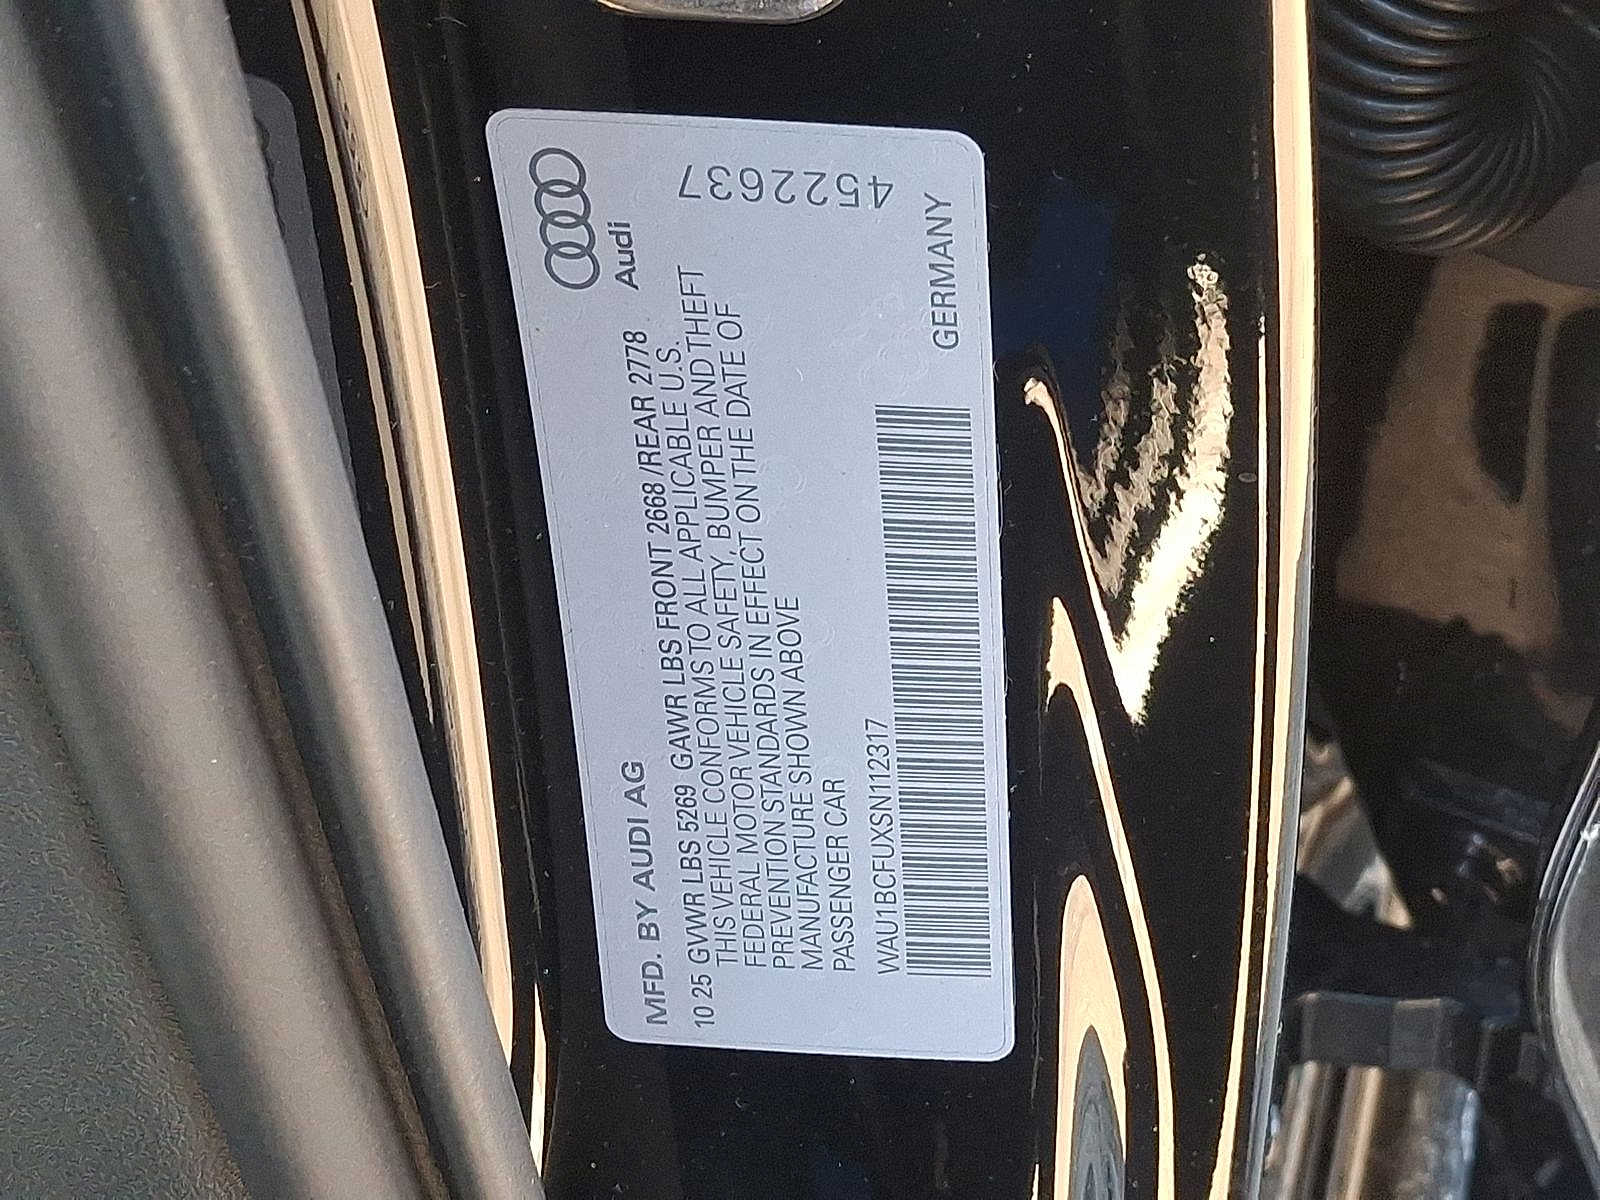 MFD. BY AUDI AG
Audi
10 25 GVWR LBS 5269 GAWR LBS FRONT 2668 /REAR 2778
THIS VEHICLE CONFORMS TO ALL APPLICABLE U.S.
FEDERAL MOTOR VEHICLE SAFETY, BUMPER AND THEFT
PREVENTION STANDARDS IN EFFECT ON THE DATE OF
MANUFACTURE SHOWN ABOVE
PASSENGER CAR
4522637
WAU1BCFUXSN112317
GERMANY